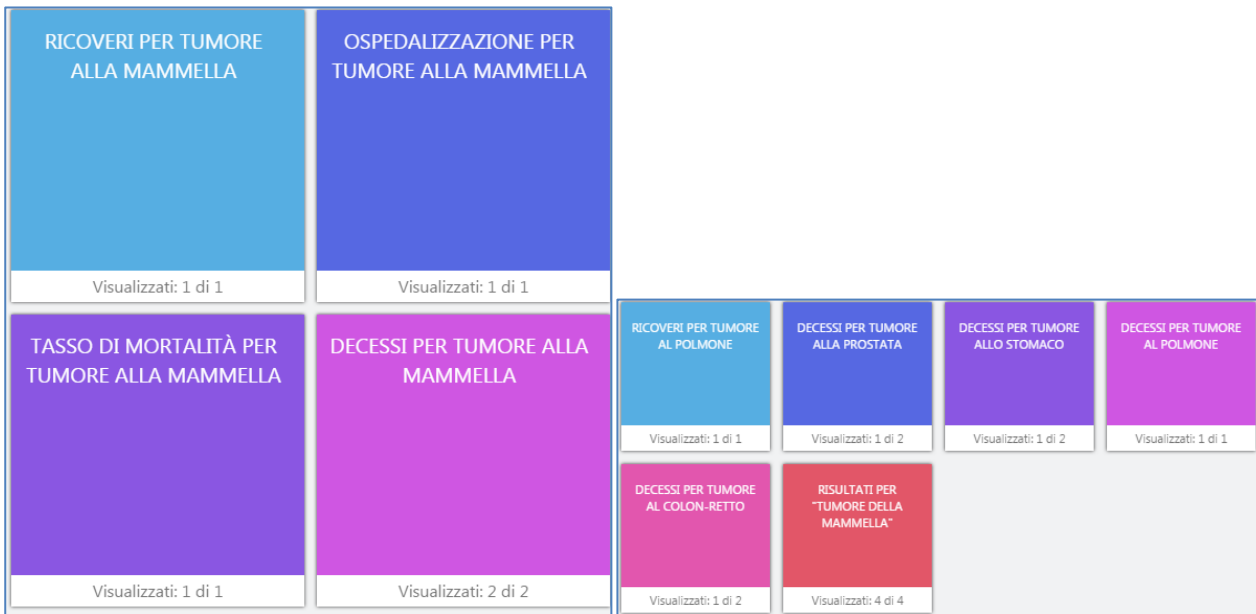 RICOVERI PER TUMORE
ALLA MAMMELLA
Visualizzati: 1 di 1
OSPEDALIZZAZIONE PER
TUMORE ALLA MAMMELLA
Visualizzati: 1 di 1
TASSO DI MORTALITÀ PER
TUMORE ALLA MAMMELLA
Visualizzati: 1 di 1
DECESSI PER TUMORE ALLA
MAMMELLA
Visualizzati: 2 di 2
RICOVERI PER TUMORE
AL POLMONE
Visualizzati: 1 di 1
DECESSI PER TUMORE
ALLA PROSTATA
Visualizzati: 1 di 2
DECESSI PER TUMORE
ALLO STOMACO
Visualizzati: 1 di 2
DECESSI PER TUMORE
AL POLMONE
Visualizzati: 1 di 1
DECESSI PER TUMORE
AL COLON-RETTO
Visualizzati: 1 di 2
RISULTATI PER
"TUMORE DELLA
MAMMELLA"
Visualizzati: 4 di 4